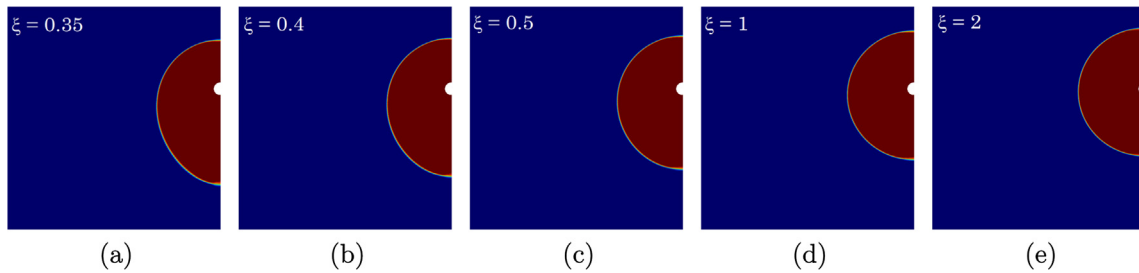 ξ = 0.35
ξ = 0.4
ξ = 0.5
ξ = 1
ξ = 2
(a)
(b)
(c)
(d)
(e)